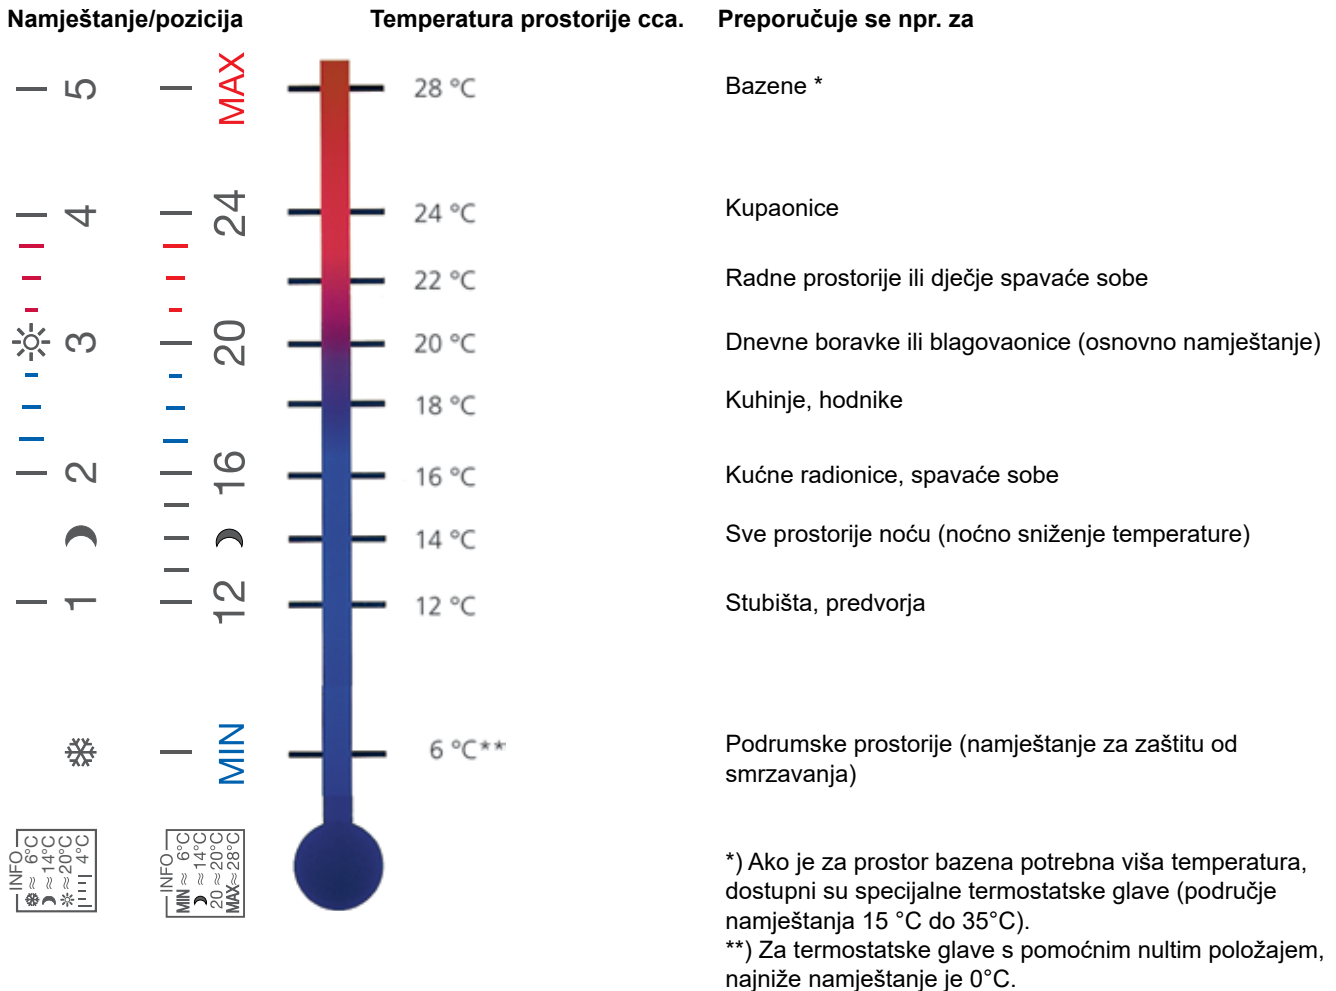 Namještanje/pozicija Temperatura prostorije cca. Preporučuje se npr. za
5 MAX 28 °C Bazene *
4 24 24 °C Kupaonice
22 °C Radne prostorije ili dječje spavaće sobe
3 20 20 °C Dnevne boravke ili blagovaonice (osnovno namještanje)
18 °C Kuhinje, hodnike
2 16 16 °C Kućne radionice, spavaće sobe
14 °C Sve prostorije noću (noćno sniženje temperature)
1 12 12 °C Stubišta, predvorja
MIN 6 °C** Podrumske prostorije (namještanje za zaštitu od
smrzavanja)
INFO
❄ ≈ 6°C
☽ ≈ 14°C
☼ ≈ 20°C
4°C
INFO
MIN ≈ 6°C
☽ ≈ 14°C
20 ≈ 20°C
MAX ≈ 28°C
*) Ako je za prostor bazena potrebna viša temperatura,
dostupni su specijalne termostatske glave (područje
namještanja 15 °C do 35°C).
**) Za termostatske glave s pomoćnim nultim položajem,
najniže namještanje je 0°C.